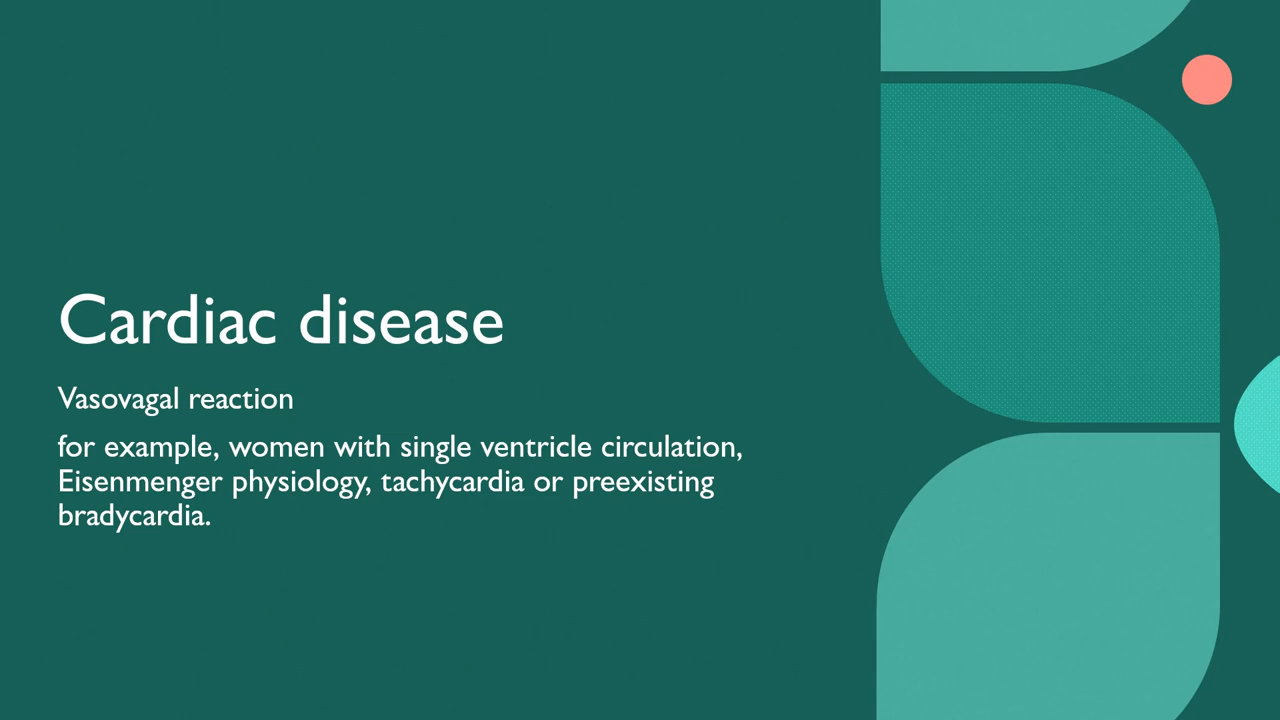 Cardiac disease
Vasovagal reaction
for example, women with single ventricle circulation,
Eisenmenger physiology, tachycardia or preexisting
bradycardia.